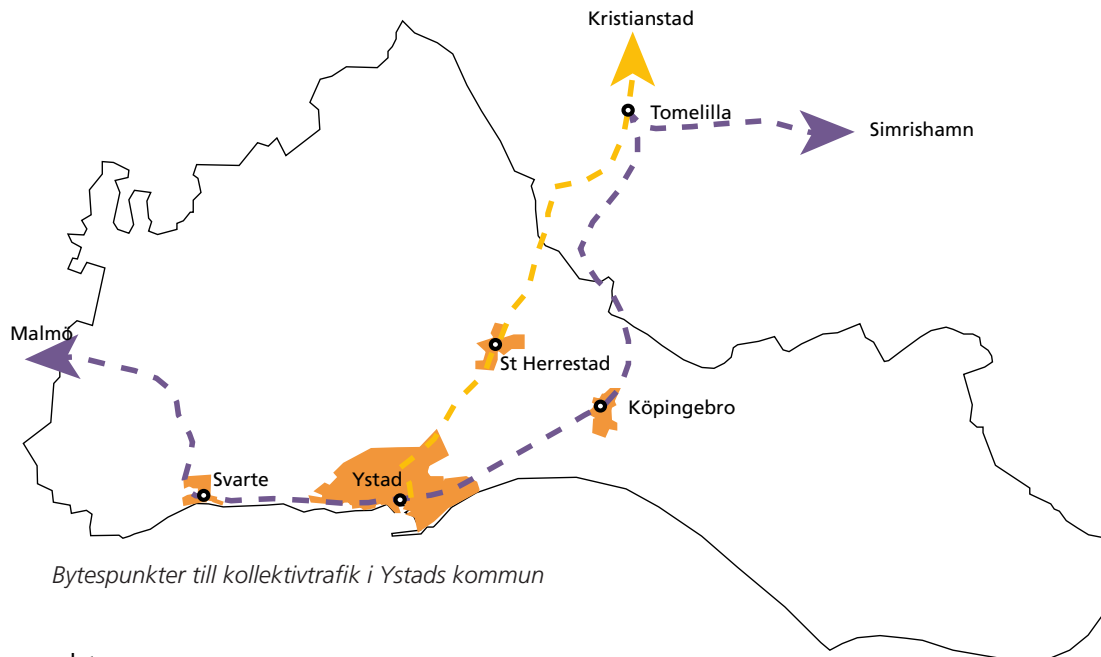 Kristianstad
Tomelilla
Simrishamn
Malmö
St Herrestad
Köpingebro
Svarte
Ystad
Bytespunkter till kollektivtrafik i Ystads kommun